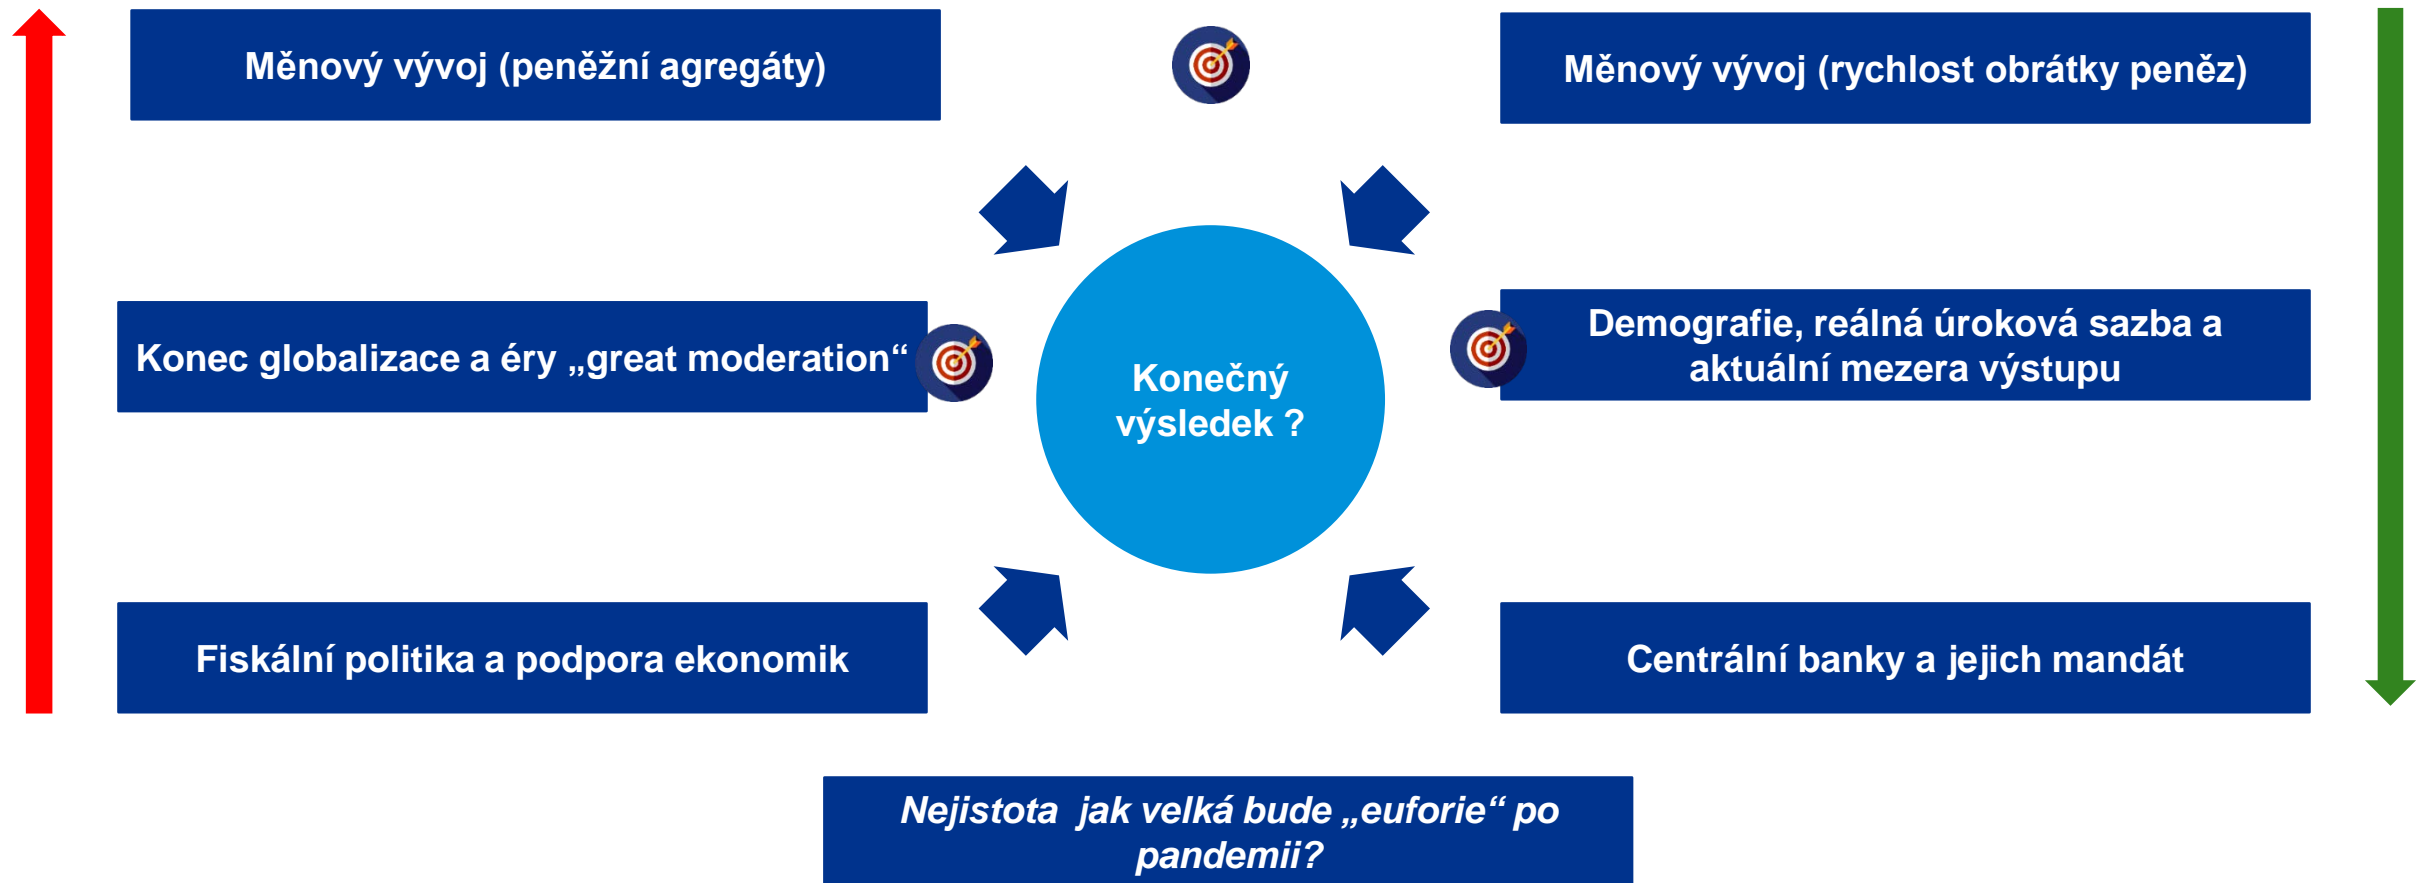 Měnový vývoj (peněžní agregáty)
Měnový vývoj (rychlost obrátky peněz)
Konec globalizace a éry „great moderation“
Demografie, reálná úroková sazba a
aktuální mezera výstupu
Konečný
výsledek ?
Fiskální politika a podpora ekonomik
Centrální banky a jejich mandát
Nejistota  jak velká bude „euforie“ po
pandemii?